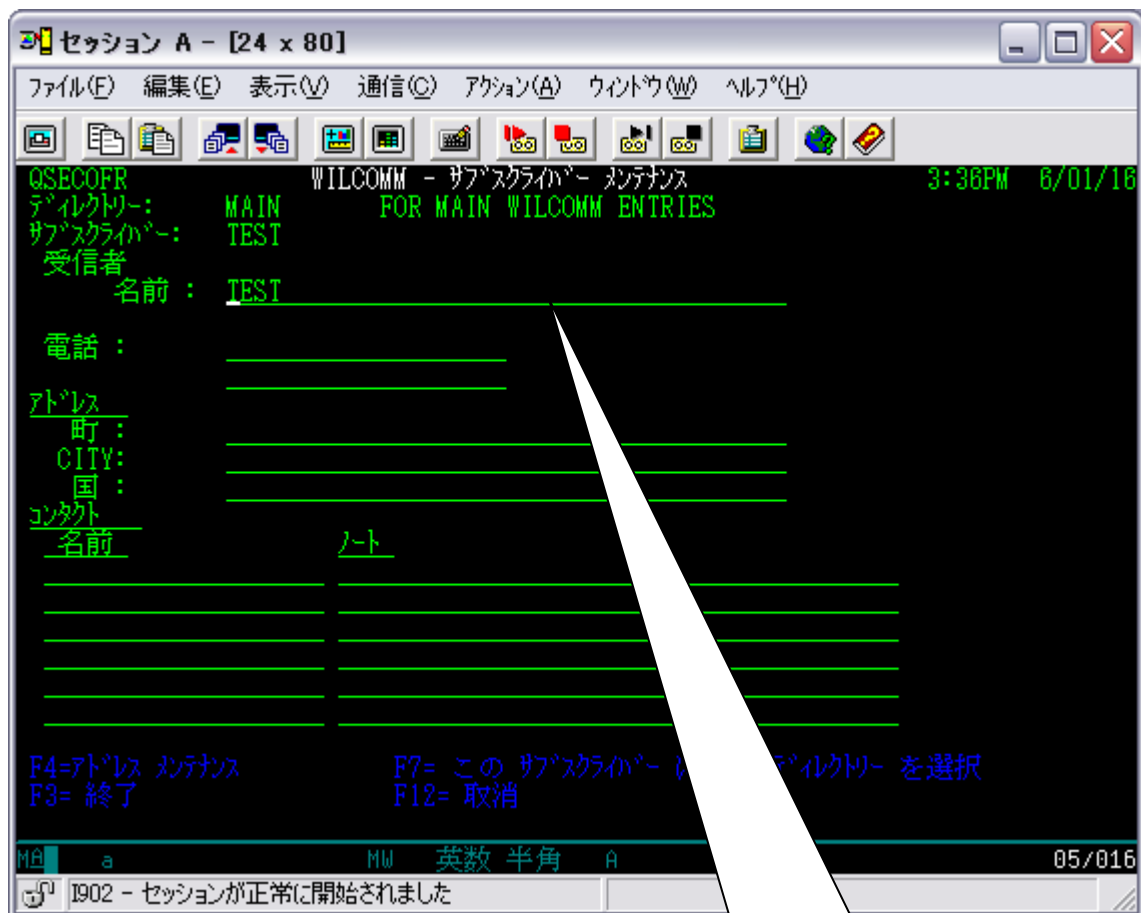 セッション A - [24 x 80]
ファイル(F) 編集(E) 表示(V) 通信(C) アクション(A) ウィンドウ(W) ヘルプ(H)
QSECOFR WILCOMM - サブスクライバー メンテナンス 3:36PM 6/01/16
ディレクトリー: MAIN FOR MAIN WILCOMM ENTRIES
サブスクライバー: TEST
受信者
名前 : TEST
電話 :
アドレス
町 :
CITY:
国 :
コンタクト
名前 ノート
F4=アドレス メンテナンス F7= この サブスクライバー ディレクトリー を選択
F3= 終了 F12= 取消
MA a MW 英数 半角 A 05/016
I902 - セッションが正常に開始されました